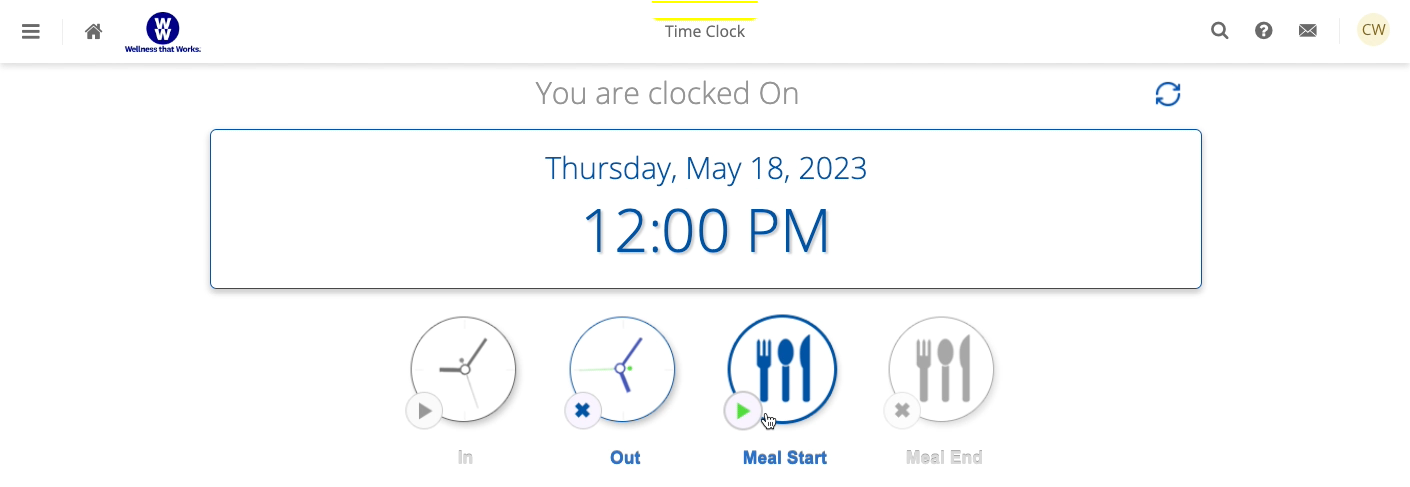 W
W
Wellness that Works.
Time Clock
CW
You are clocked On
Thursday, May 18, 2023
12:00 PM
In
Out
Meal Start
Meal End